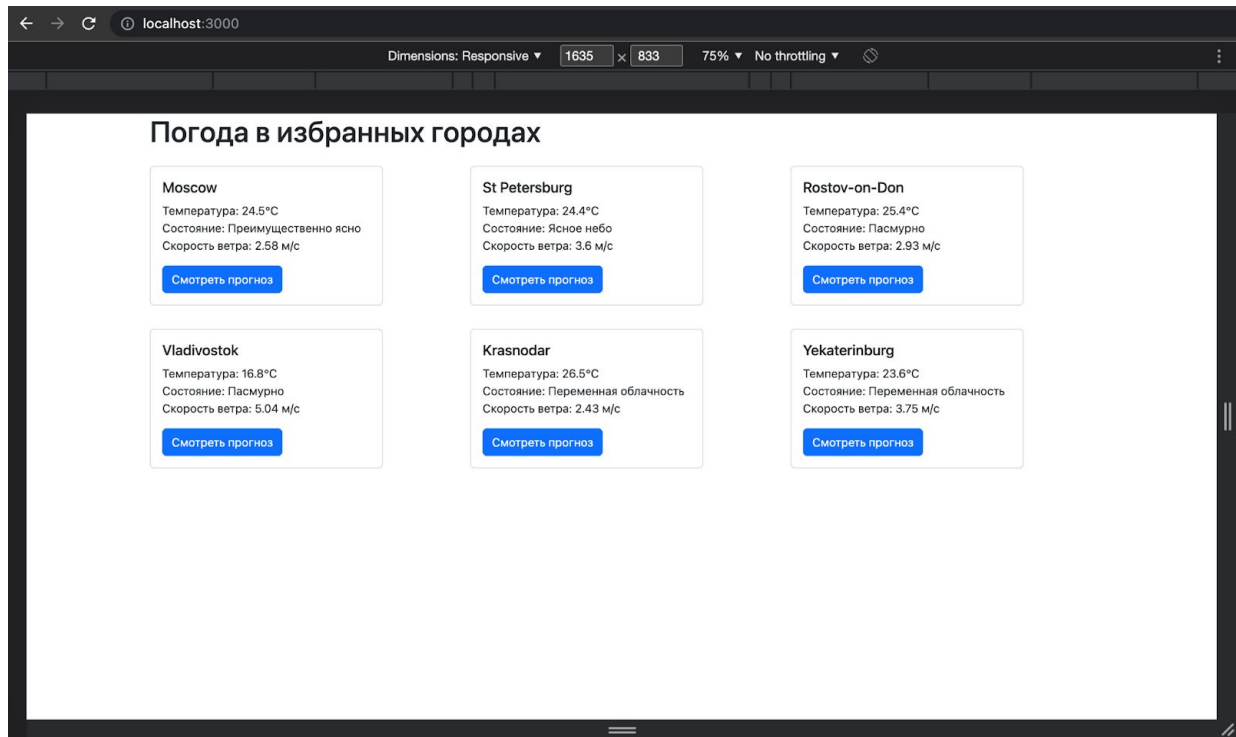 localhost:3000
Dimensions: Responsive ▼ 1635 × 833 75% ▼ No throttling ▼
Погода в избранных городах
Moscow
Температура: 24.5°C
Состояние: Преимущественно ясно
Скорость ветра: 2.58 м/с
Смотреть прогноз
St Petersburg
Температура: 24.4°C
Состояние: Ясное небо
Скорость ветра: 3.6 м/с
Смотреть прогноз
Rostov-on-Don
Температура: 25.4°C
Состояние: Пасмурно
Скорость ветра: 2.93 м/с
Смотреть прогноз
Vladivostok
Температура: 16.8°C
Состояние: Пасмурно
Скорость ветра: 5.04 м/с
Смотреть прогноз
Krasnodar
Температура: 26.5°C
Состояние: Переменная облачность
Скорость ветра: 2.43 м/с
Смотреть прогноз
Yekaterinburg
Температура: 23.6°C
Состояние: Переменная облачность
Скорость ветра: 3.75 м/с
Смотреть прогноз